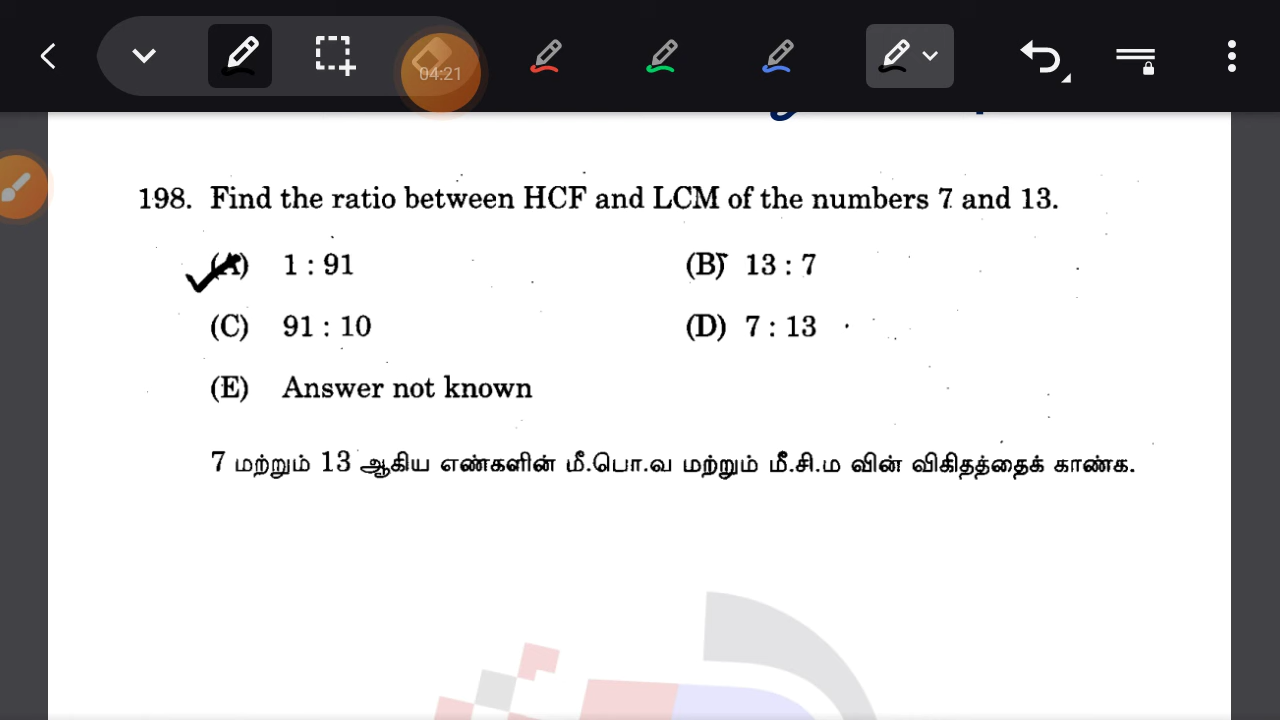 04:21
198. Find the ratio between HCF and LCM of the numbers 7 and 13.
(A) 1 : 91
(B) 13 : 7
(C) 91 : 10
(D) 7 : 13
(E) Answer not known
7 மற்றும் 13 ஆகிய எண்களின் மீ.பொ.வ மற்றும் மீ.சி.ம வின் விகிதத்தைக் காண்க.